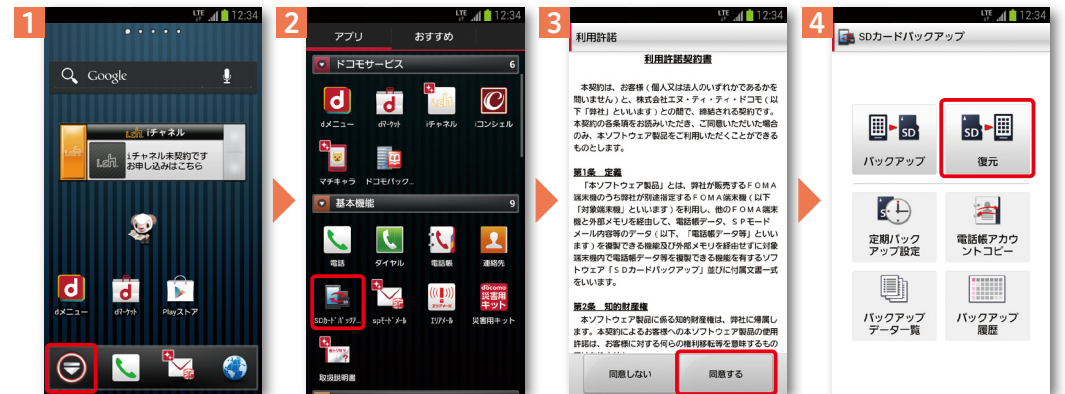 1
LTE 12:34
Google
i.ch. iチャネル
i.ch.
i.ch.
iチャネル未契約です
お申し込みはこちら
dメニュー
dマーケット
Playストア
2
LTE 12:34
アプリ おすすめ
ドコモサービス 6
dメニュー dマーケット iチャネル iコンシェル
マチキャラ ドコモバック…
基本機能 9
電話 ダイヤル 電話帳 連絡先
docomo
災害用
キット
SDカードバックア… spモードメール エリアメール 災害用キット
取扱説明書
3
LTE 12:34
利用許諾
利用許諾契約書
本契約は、お客様(個人又は法人のいずれかであるかを
問いません)と、株式会社エヌ・ティ・ティ・ドコモ(以
下「弊社」といいます)との間で、締結される契約です。
本契約の各条項をお読みいただき、ご同意いただいた場合
のみ、本ソフトウェア製品をご利用いただくことができる
ものとします。
第1条 定義
「本ソフトウェア製品」とは、弊社が販売するFOMA
端末機のうち弊社が別途指定するFOMA端末機(以下
「対象端末機」といいます)を利用し、他のFOMA端末
機と外部メモリを経由して、電話帳データ、SPモード
メール内容等のデータ(以下、「電話帳データ等」といい
ます)を複製できる機能及び外部メモリを経由せずに対象
端末機内で電話帳データ等を複製できる機能を有するソフ
トウェア「SDカードバックアップ」並びに付属文書一式
をいいます。
第2条 知的財産権
本ソフトウェア製品に係る知的財産権は、弊社に帰属し
ます。本契約によるお客様への本ソフトウェア製品の使用
許諾は、お客様に対する何らの権利移転等を意味するもの
同意しない 同意する
4
LTE 12:34
SDカードバックアップ
SD SD
バックアップ 復元
定期バック
アップ設定
電話帳アカウ
ントコピー
バックアップ
データ一覧
バックアップ
履歴